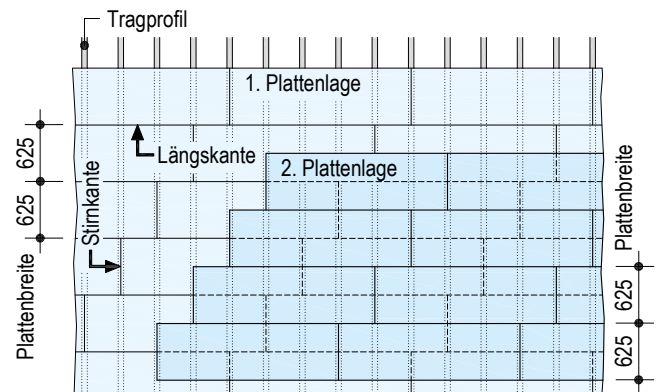 Tragprofil
1. Plattenlage
Längskante
2. Plattenlage
625
625
Stirnkante
Plattenbreite
Plattenbreite
625
625